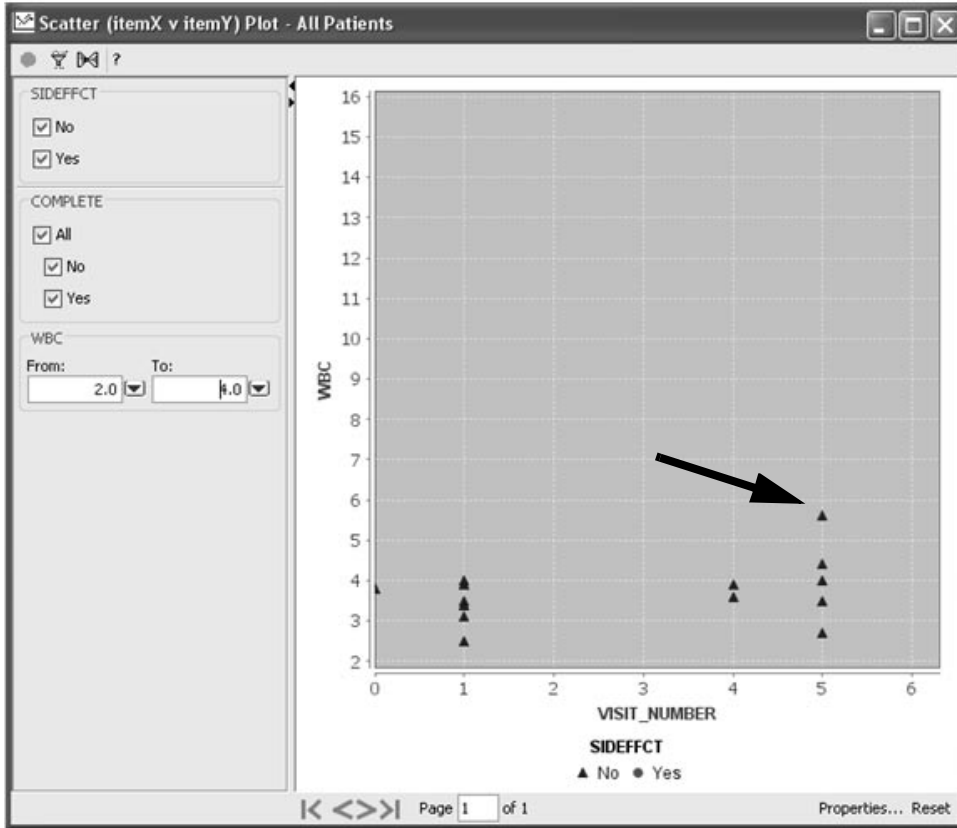 Scatter (itemX v itemY) Plot - All Patients
?
SIDEFFCT
No
Yes
COMPLETE
All
No
Yes
WBC
From: To:
2.0 4.0
16
15
14
13
12
11
10
9
8
7
6
5
4
3
2
WBC
0 1 2 3 4 5 6
VISIT_NUMBER
SIDEFFCT
No Yes
Page 1 of 1 Properties... Reset